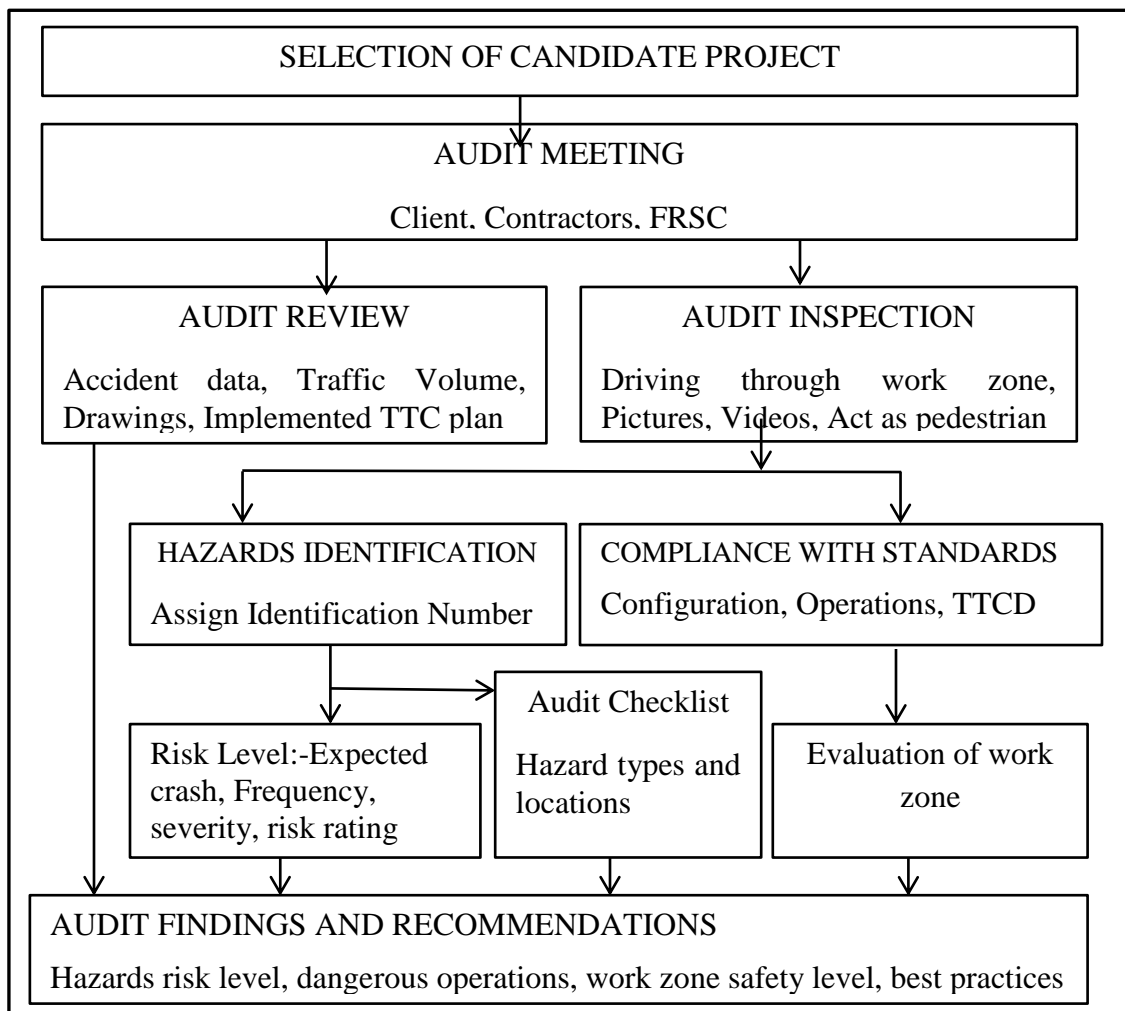 SELECTION OF CANDIDATE PROJECT
AUDIT MEETING
Client, Contractors, FRSC
AUDIT REVIEW
Accident data, Traffic Volume,
Drawings, Implemented TTC plan
AUDIT INSPECTION
Driving through work zone,
Pictures, Videos, Act as pedestrian
HAZARDS IDENTIFICATION
Assign Identification Number
COMPLIANCE WITH STANDARDS
Configuration, Operations, TTCD
Risk Level:-Expected
crash, Frequency,
severity, risk rating
Audit Checklist
Hazard types and
locations
Evaluation of work
zone
AUDIT FINDINGS AND RECOMMENDATIONS
Hazards risk level, dangerous operations, work zone safety level, best practices